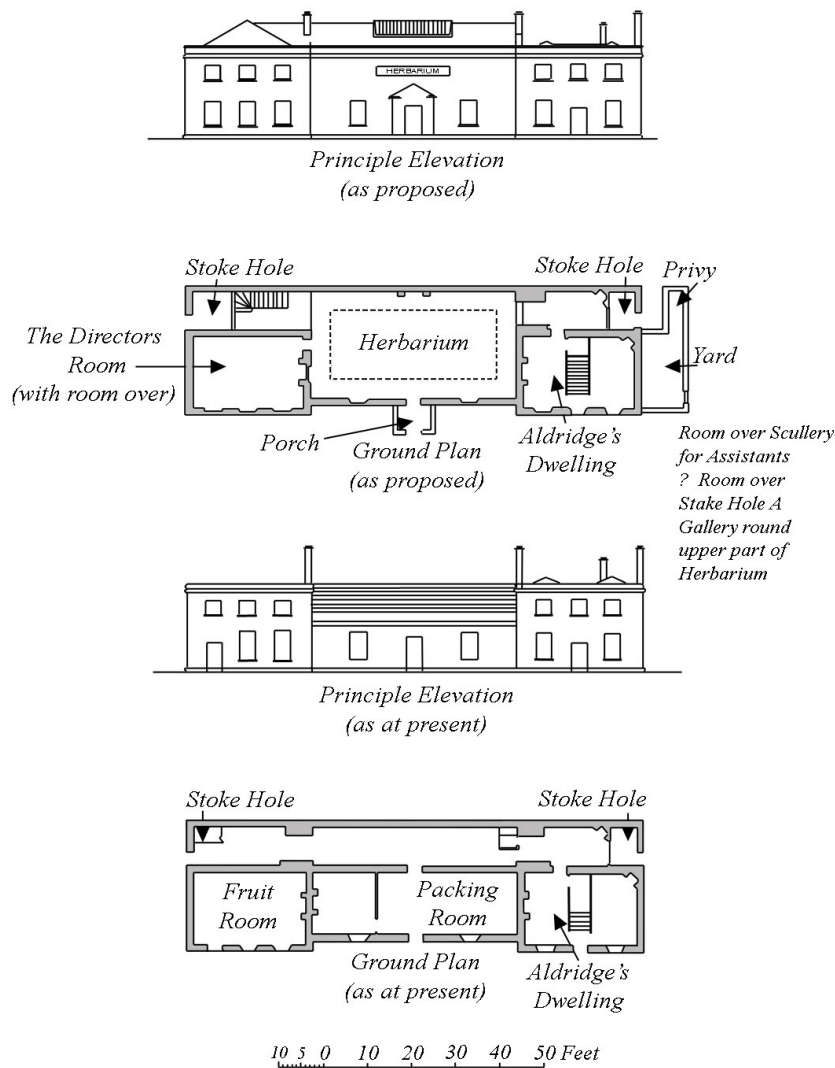 HERBARIUM
Principle Elevation
(as proposed)
Stoke Hole
Stoke Hole
Privy
The Directors
Room
(with room over)
Herbarium
Yard
Porch
Ground Plan
(as proposed)
Aldridge's
Dwelling
Room over Scullery
for Assistants
? Room over
Stake Hole A
Gallery round
upper part of
Herbarium
Principle Elevation
(as at present)
Stoke Hole
Stoke Hole
Fruit
Room
Packing
Room
Ground Plan
(as at present)
Aldridge's
Dwelling
10 5 0 10 20 30 40 50 Feet